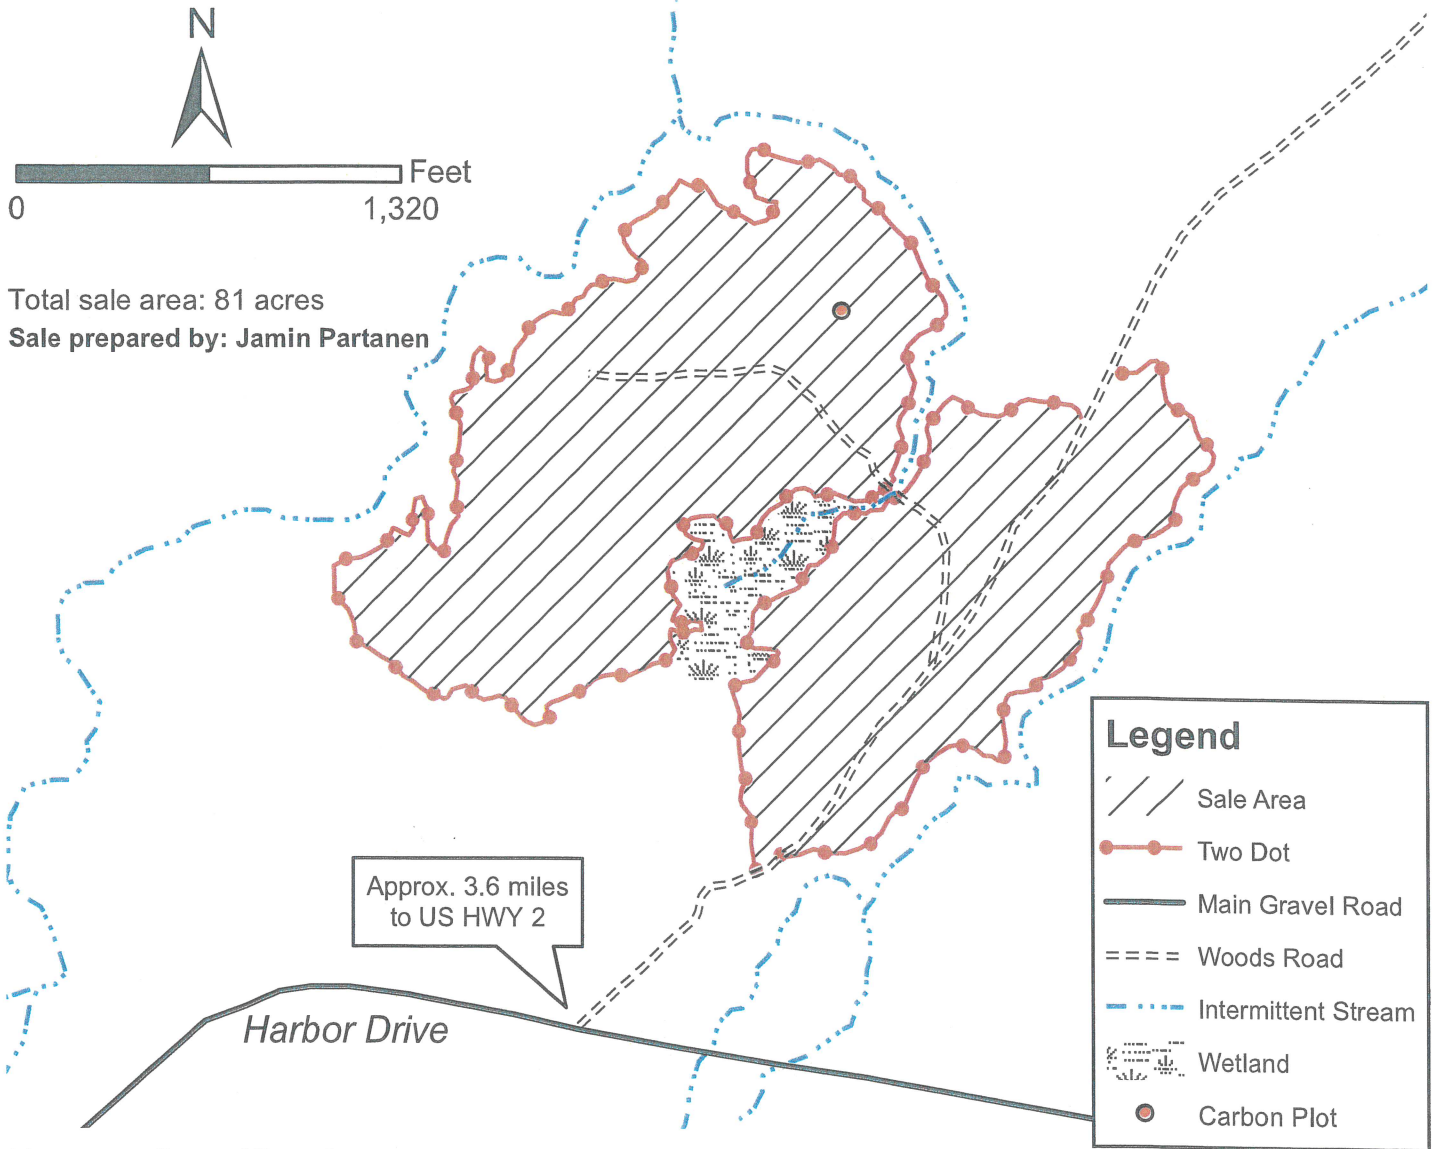 N
Feet
0 1,320
Total sale area: 81 acres
Sale prepared by: Jamin Partanen
Approx. 3.6 miles
to US HWY 2
Harbor Drive
Legend
Sale Area
Two Dot
Main Gravel Road
Woods Road
Intermittent Stream
Wetland
Carbon Plot